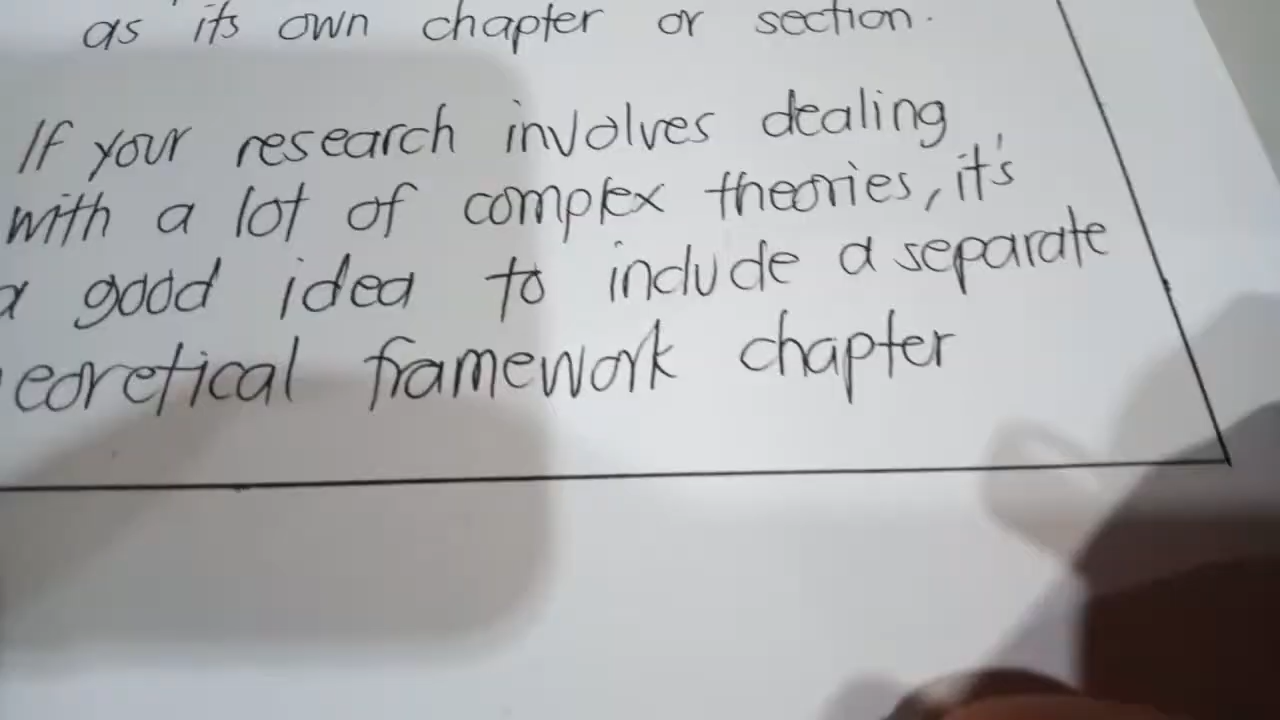 as its own chapter or section.
If your research involves dealing
with a lot of complex theories, it's
a good idea to include a separate
eoretical framework chapter